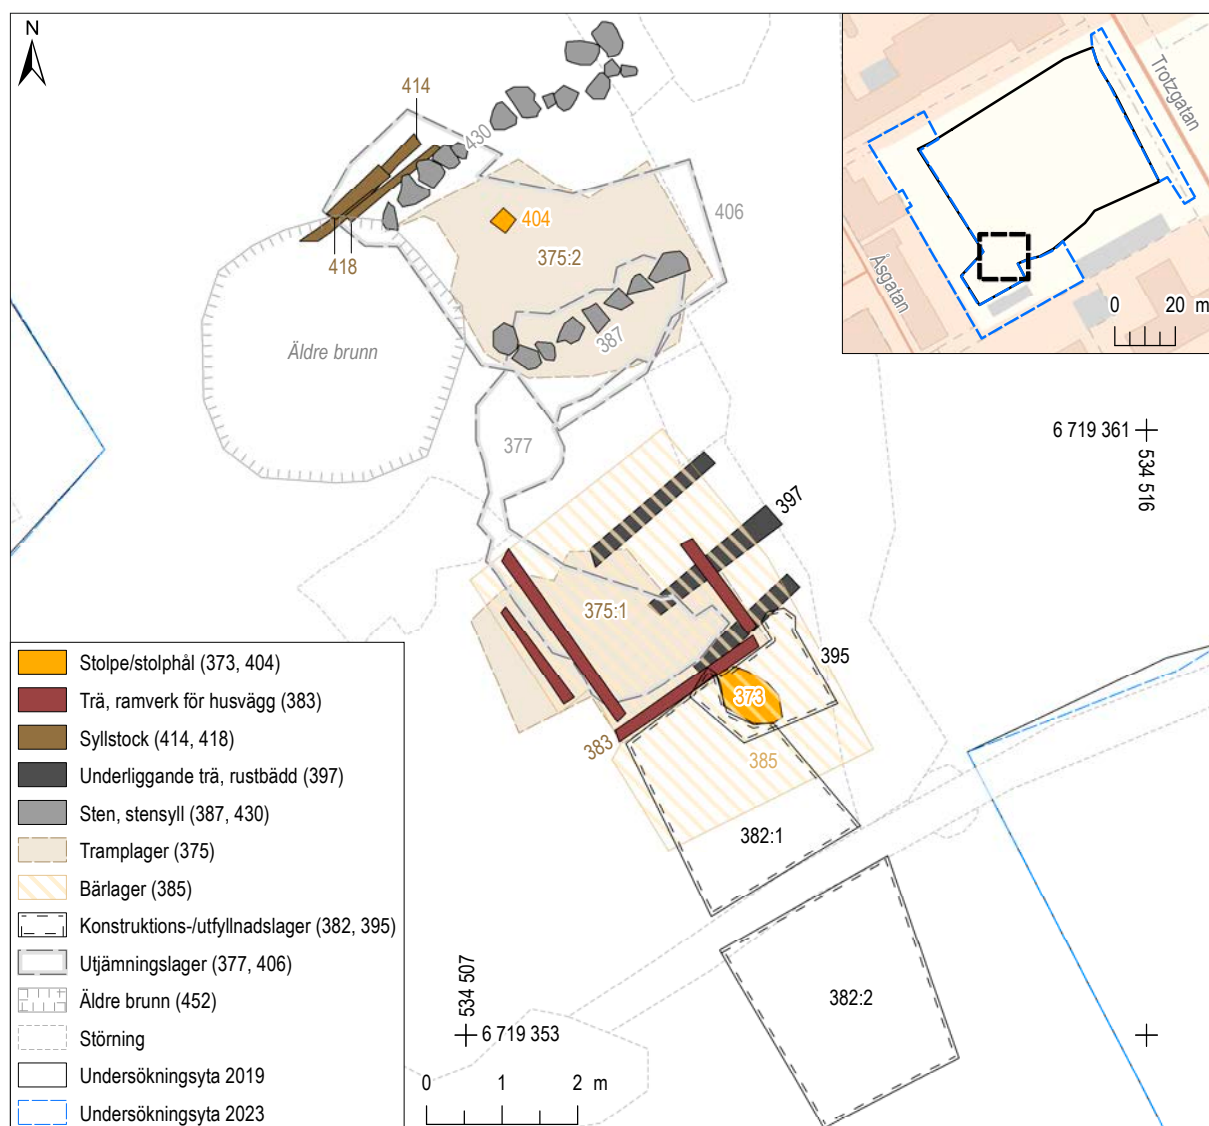 N
414
430
404
406
375:2
418
387
Äldre brunn
377
397
375:1
395
373
383
385
382:1
382:2
6 719 361
534 516
534 507
6 719 353
0 1 2 m
Trotzgatan
Åsgatan
0 20 m
Stolpe/stolphål (373, 404)
Trä, ramverk för husvägg (383)
Syllstock (414, 418)
Underliggande trä, rustbädd (397)
Sten, stensyll (387, 430)
Tramplager (375)
Bärlager (385)
Konstruktions-/utfyllnadslager (382, 395)
Utjämningslager (377, 406)
Äldre brunn (452)
Störning
Undersökningsyta 2019
Undersökningsyta 2023